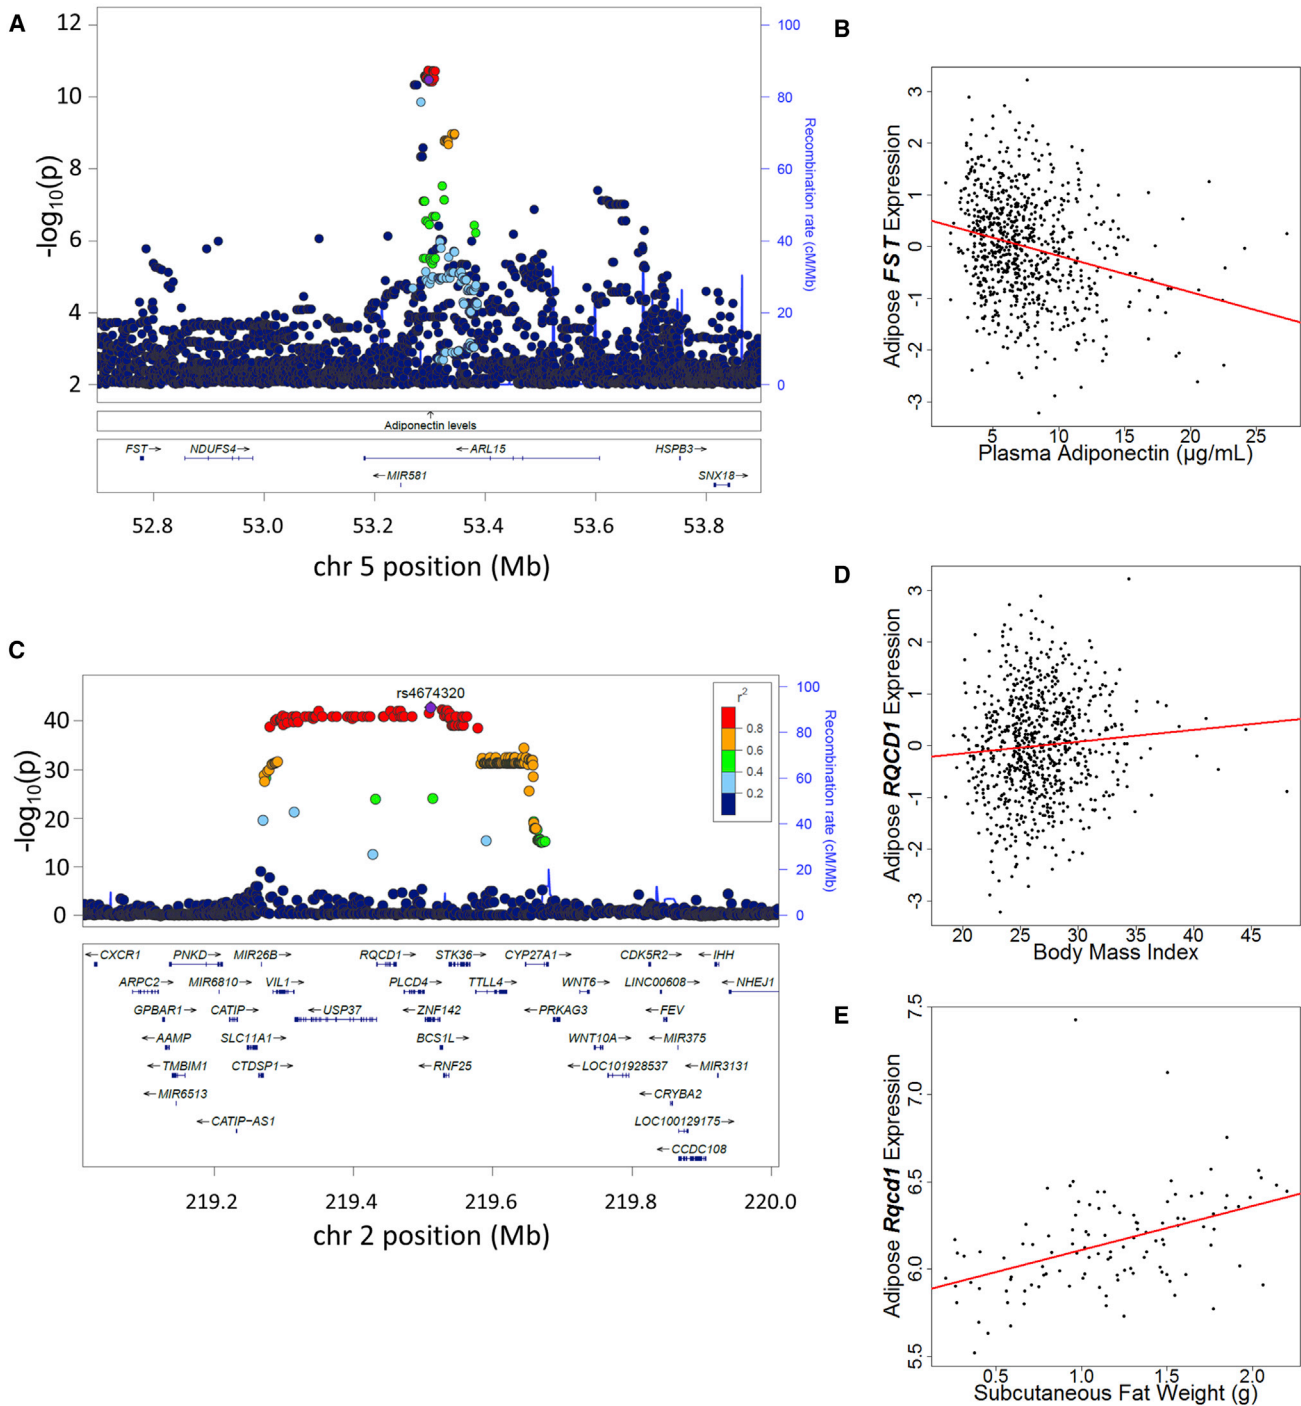 A
12
10
8
6
4
2
-log10(p)
100
80
60
40
20
0
Recombination rate (cM/Mb)
Adiponectin levels
FST→ NDUFS4→ ←ARL15 HSPB3→
←MIR581 SNX18→
52.8 53.0 53.2 53.4 53.6 53.8
chr 5 position (Mb)
B
3
2
1
0
-1
-2
-3
Adipose FST Expression
5 10 15 20 25
Plasma Adiponectin (µg/mL)
C
rs4674320
40
30
20
10
0
-log10(p)
100
80
60
40
20
0
Recombination rate (cM/Mb)
r2
0.8
0.6
0.4
0.2
←CXCR1 PNKD→ MIR26B→ RQCD1→ STK36→ CYP27A1→ CDK5R2→ ←IHH
ARPC2→ MIR6810→ VIL1→ PLCD4→ TTLL4→ WNT6→ LINC00608→ ←NHEJ1
GPBAR1→ CATIP→ ←USP37 ←ZNF142 ←PRKAG3 ←FEV
←AAMP SLC11A1→ BCS1L→ WNT10A→ ←MIR375
←TMBIM1 CTDSP1→ ←RNF25 ←LOC101928537 ←MIR3131
←MIR6513 ←CRYBA2
←CATIP−AS1 LOC100129175→
←CCDC108
219.2 219.4 219.6 219.8 220.0
chr 2 position (Mb)
D
3
2
1
0
-1
-2
-3
Adipose RQCD1 Expression
20 25 30 35 40 45
Body Mass Index
E
7.5
7.0
6.5
6.0
5.5
Adipose Rqcd1 Expression
0.5 1.0 1.5 2.0
Subcutaneous Fat Weight (g)